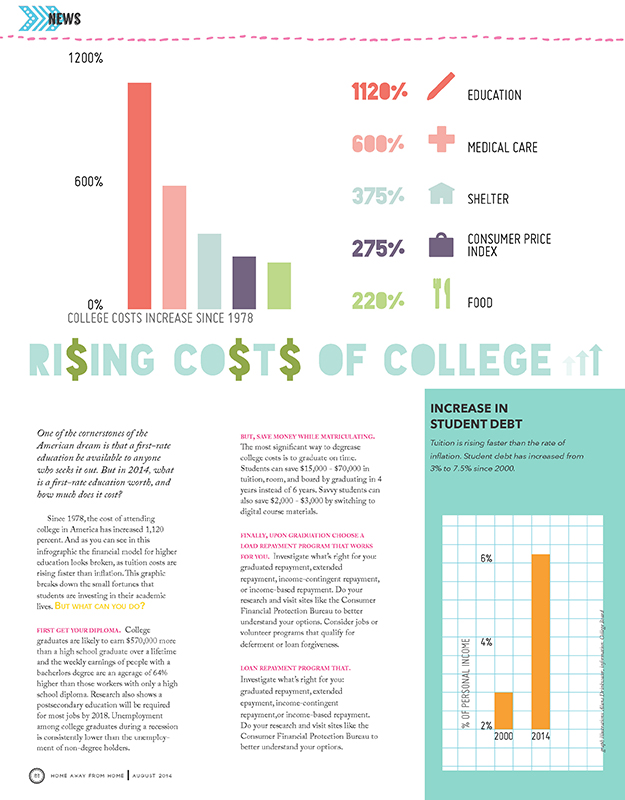 NEWS
1200%
600%
0%
COLLEGE COSTS INCREASE SINCE 1978
1120% EDUCATION
600% MEDICAL CARE
375% SHELTER
275% CONSUMER PRICE
INDEX
220% FOOD
RI$ING CO$T$ OF COLLEGE
One of the cornerstones of the
American dream is that a first-rate
education be available to anyone
who seeks it out. But in 2014, what
is a first-rate education worth, and
how much does it cost?
Since 1978, the cost of attending
college in America has increased 1,120
percent. And as you can see in this
infographic the financial model for higher
education looks broken, as tuition costs are
rising faster than inflation. This graphic
breaks down the small fortunes that
students are investing in their academic
lives. BUT WHAT CAN YOU DO?
FIRST GET YOUR DIPLOMA. College
graduates are likely to earn $570,000 more
than a high school graduate over a lifetime
and the weekly earnings of people with a
bacherlors degree are an agerage of 64%
higher than those workers with only a high
school diploma. Research also shows a
postsecondary education will be required
for most jobs by 2018. Unemployment
among college graduates during a recession
is consistently lower than the unemploy-
ment of non-degree holders.
BUT, SAVE MONEY WHILE MATRICULATING.
The most significant way to degrease
college costs is to graduate on time.
Students can save $15,000 - $70,000 in
tuition, room, and board by graduating in 4
years instead of 6 years. Savvy students can
also save $2,000 - $3,000 by switching to
digital course materials.
FINALLY, UPON GRADUATION CHOOSE A
LOAD REPAYMENT PROGRAM THAT WORKS
FOR YOU. Investigate what's right for you:
graduated repayment, extended
repayment, income-contingent repayment,
or income-based repayment. Do your
research and visit sites like the Consumer
Financial Protection Bureau to better
understand your options. Consider jobs or
volunteer programs that qualify for
deferment or loan forgiveness.
LOAN REPAYMENT PROGRAM THAT.
Investigate what's right for you:
graduated repayment, extended
epayment, income-contingent
repayment,or income-based repayment.
Do your research and visit sites like the
Consumer Financial Protection Bureau to
better understand your options.
INCREASE IN
STUDENT DEBT
Tuition is rising faster than the rate of
inflation. Student debt has increased from
3% to 7.5% since 2000.
% OF PERSONAL INCOME
6%
4%
2%
2000 2014
HOME AWAY FROM HOME | AUGUST 2014